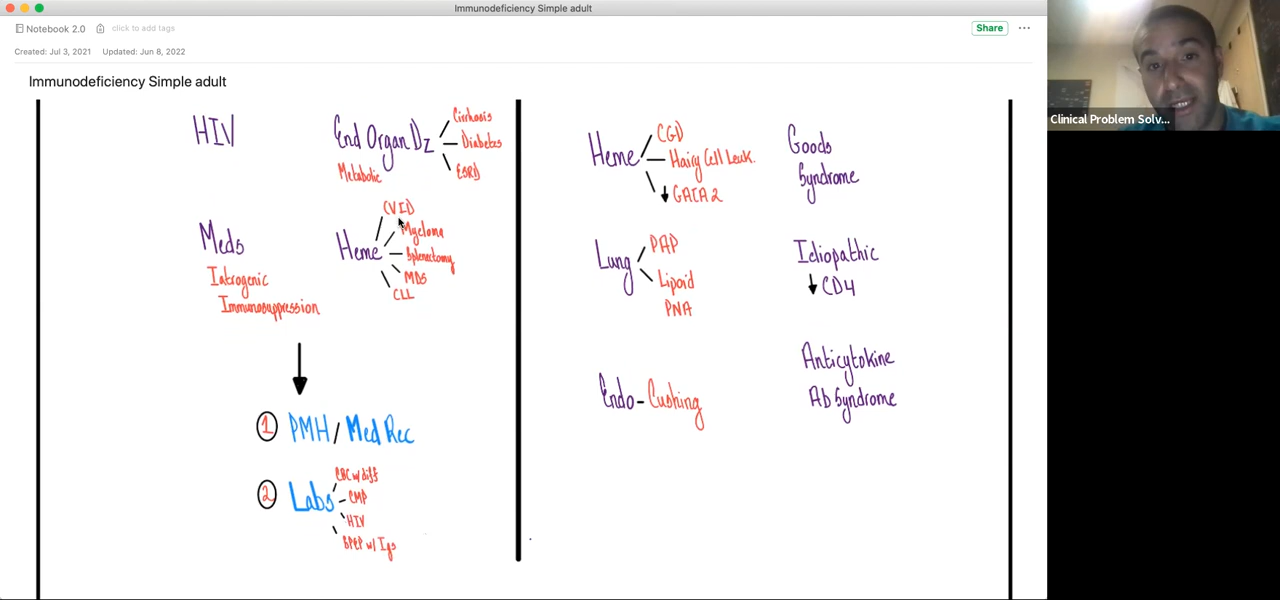 Immunodeficiency Simple adult
Notebook 2.0
click to add tags
Share
Created: Jul 3, 2021
Updated: Jun 8, 2022
Immunodeficiency Simple adult
HIV
End Organ Dz
Cirrhosis
Diabetes
ESRD
Metabolic
Meds
Iatrogenic
Immunosuppression
Heme
CVID
Myeloma
Splenectomy
MDS
CLL
1 PMH / Med Rec
2 Labs
CBC w/ diff
CMP
HIV
SPEP w/ Igs
Heme
CGD
Hairy Cell Leuk.
GATA 2
Lung
PAP
Lipoid
PNA
Endo - Cushing
Goods
Syndrome
Idiopathic
CD4
Anticytokine
Ab Syndrome
Clinical Problem Solv...